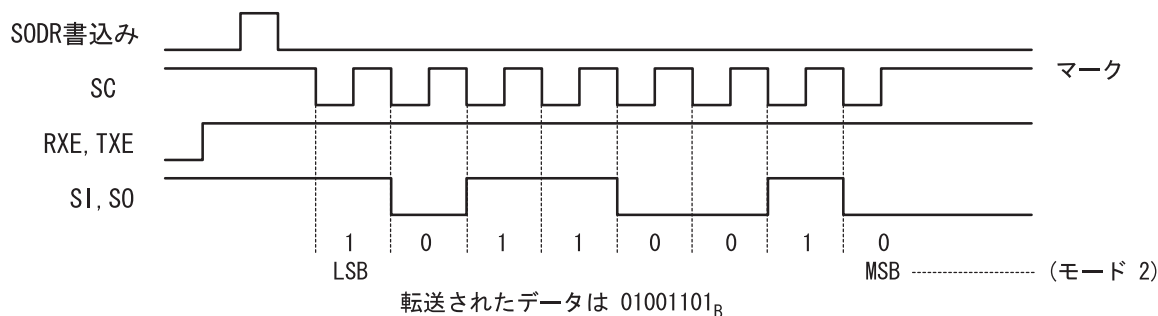 SODR書込み
SC
マーク
RXE, TXE
SI, SO
1 0 1 1 0 0 1 0
LSB MSB (モード 2)
転送されたデータは 01001101B